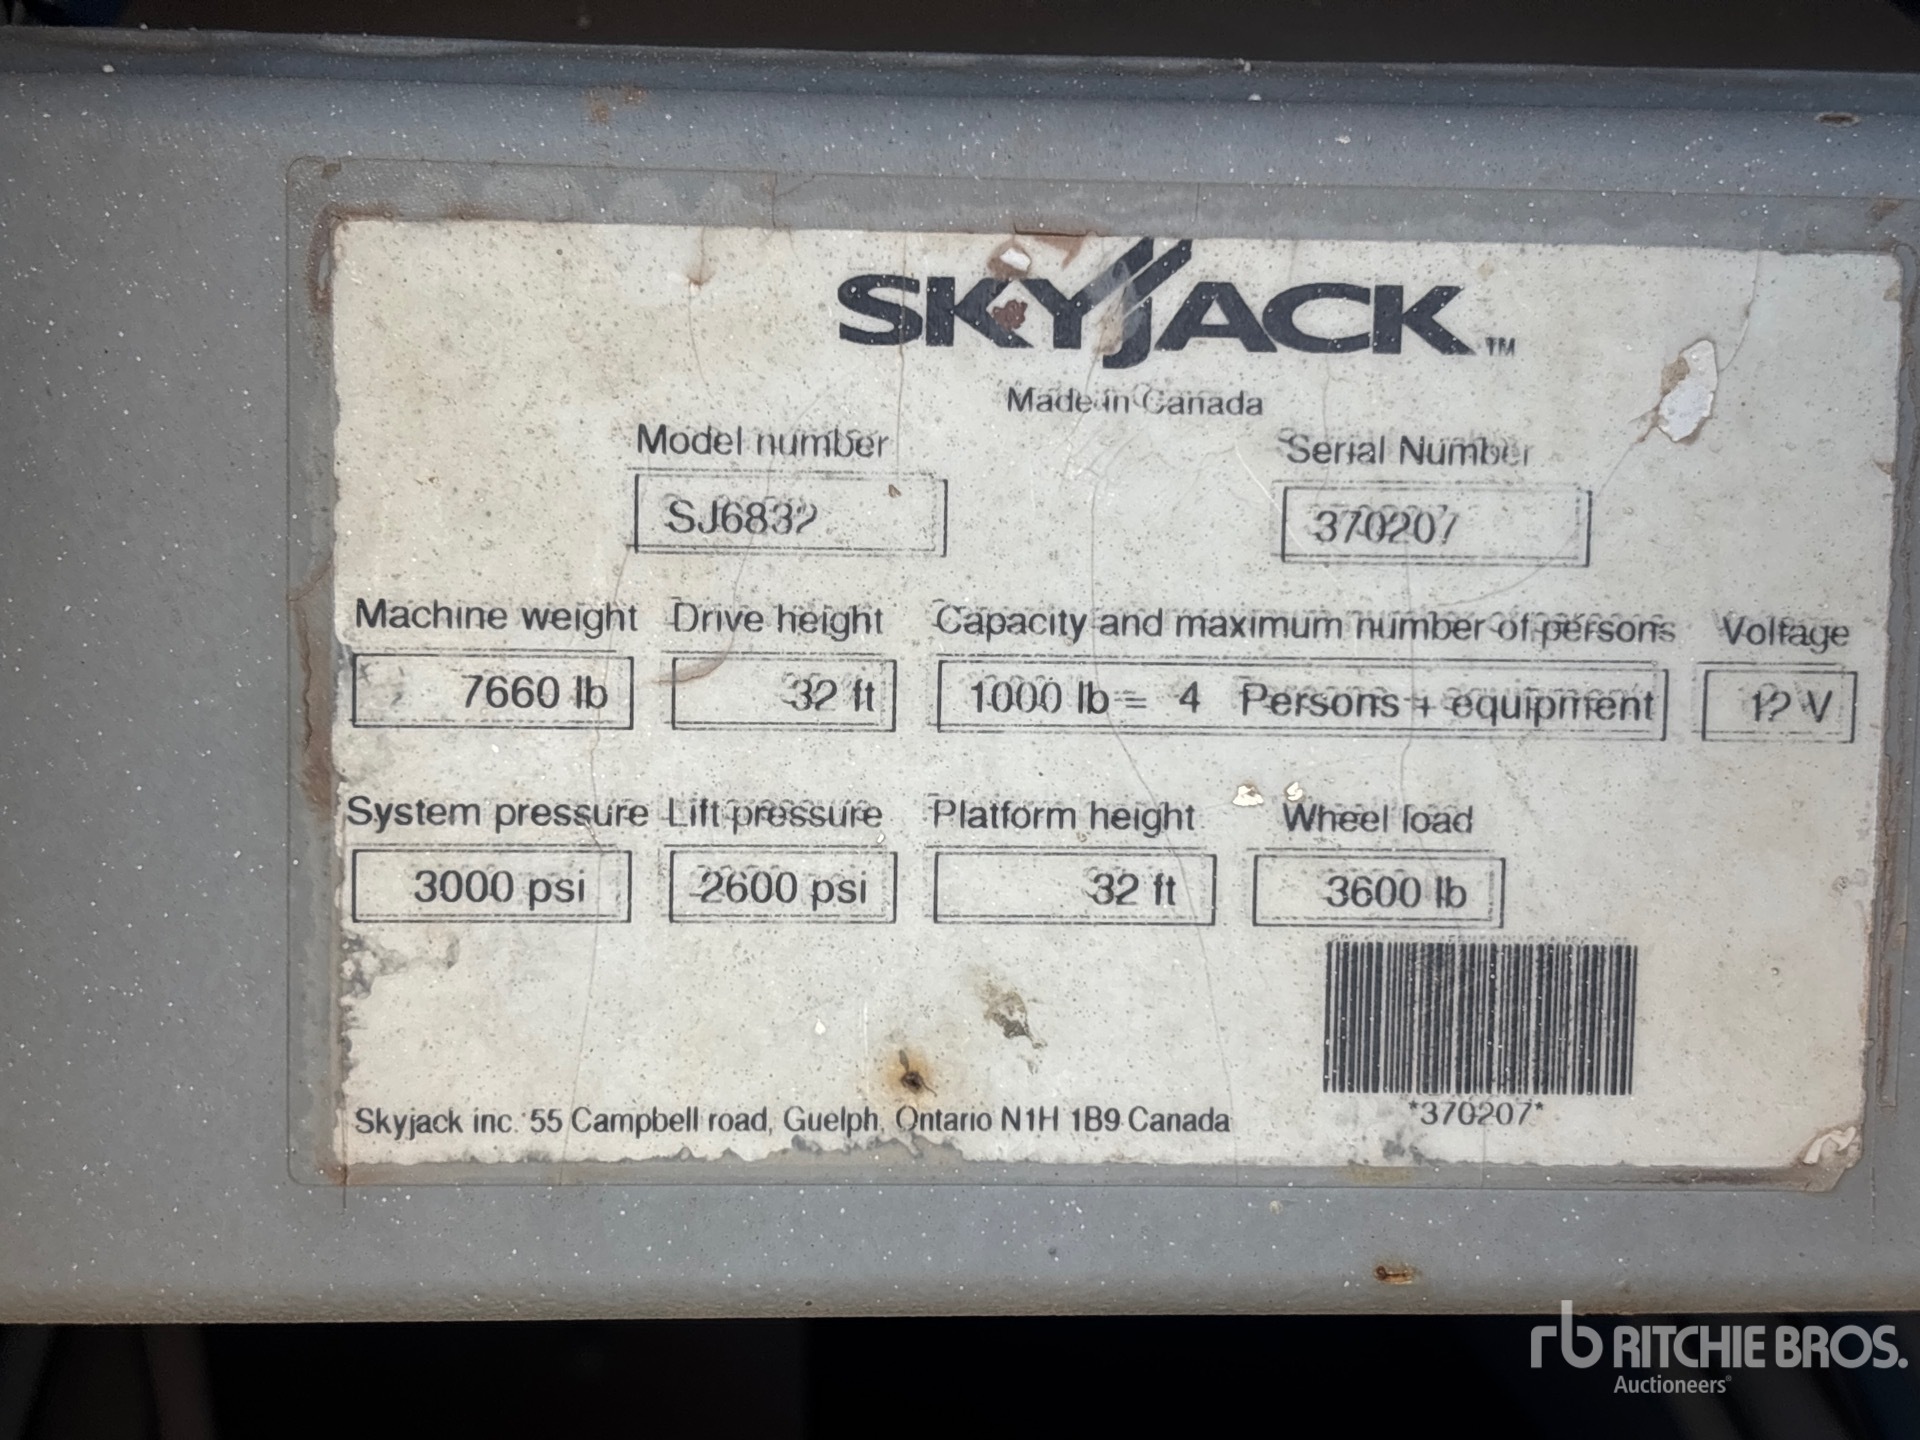 SKYJACK™
Made in Canada
Model number Serial Number
SJ6832 370207
Machine weight Drive height Capacity and maximum number of persons Voltage
7660 lb 32 ft 1000 lb = 4 Persons + equipment 12 V
System pressure Lift pressure Platform height Wheel load
3000 psi 2600 psi 32 ft 3600 lb
*370207*
Skyjack inc. 55 Campbell road, Guelph, Ontario N1H 1B9 Canada
rb RITCHIE BROS.
Auctioneers®